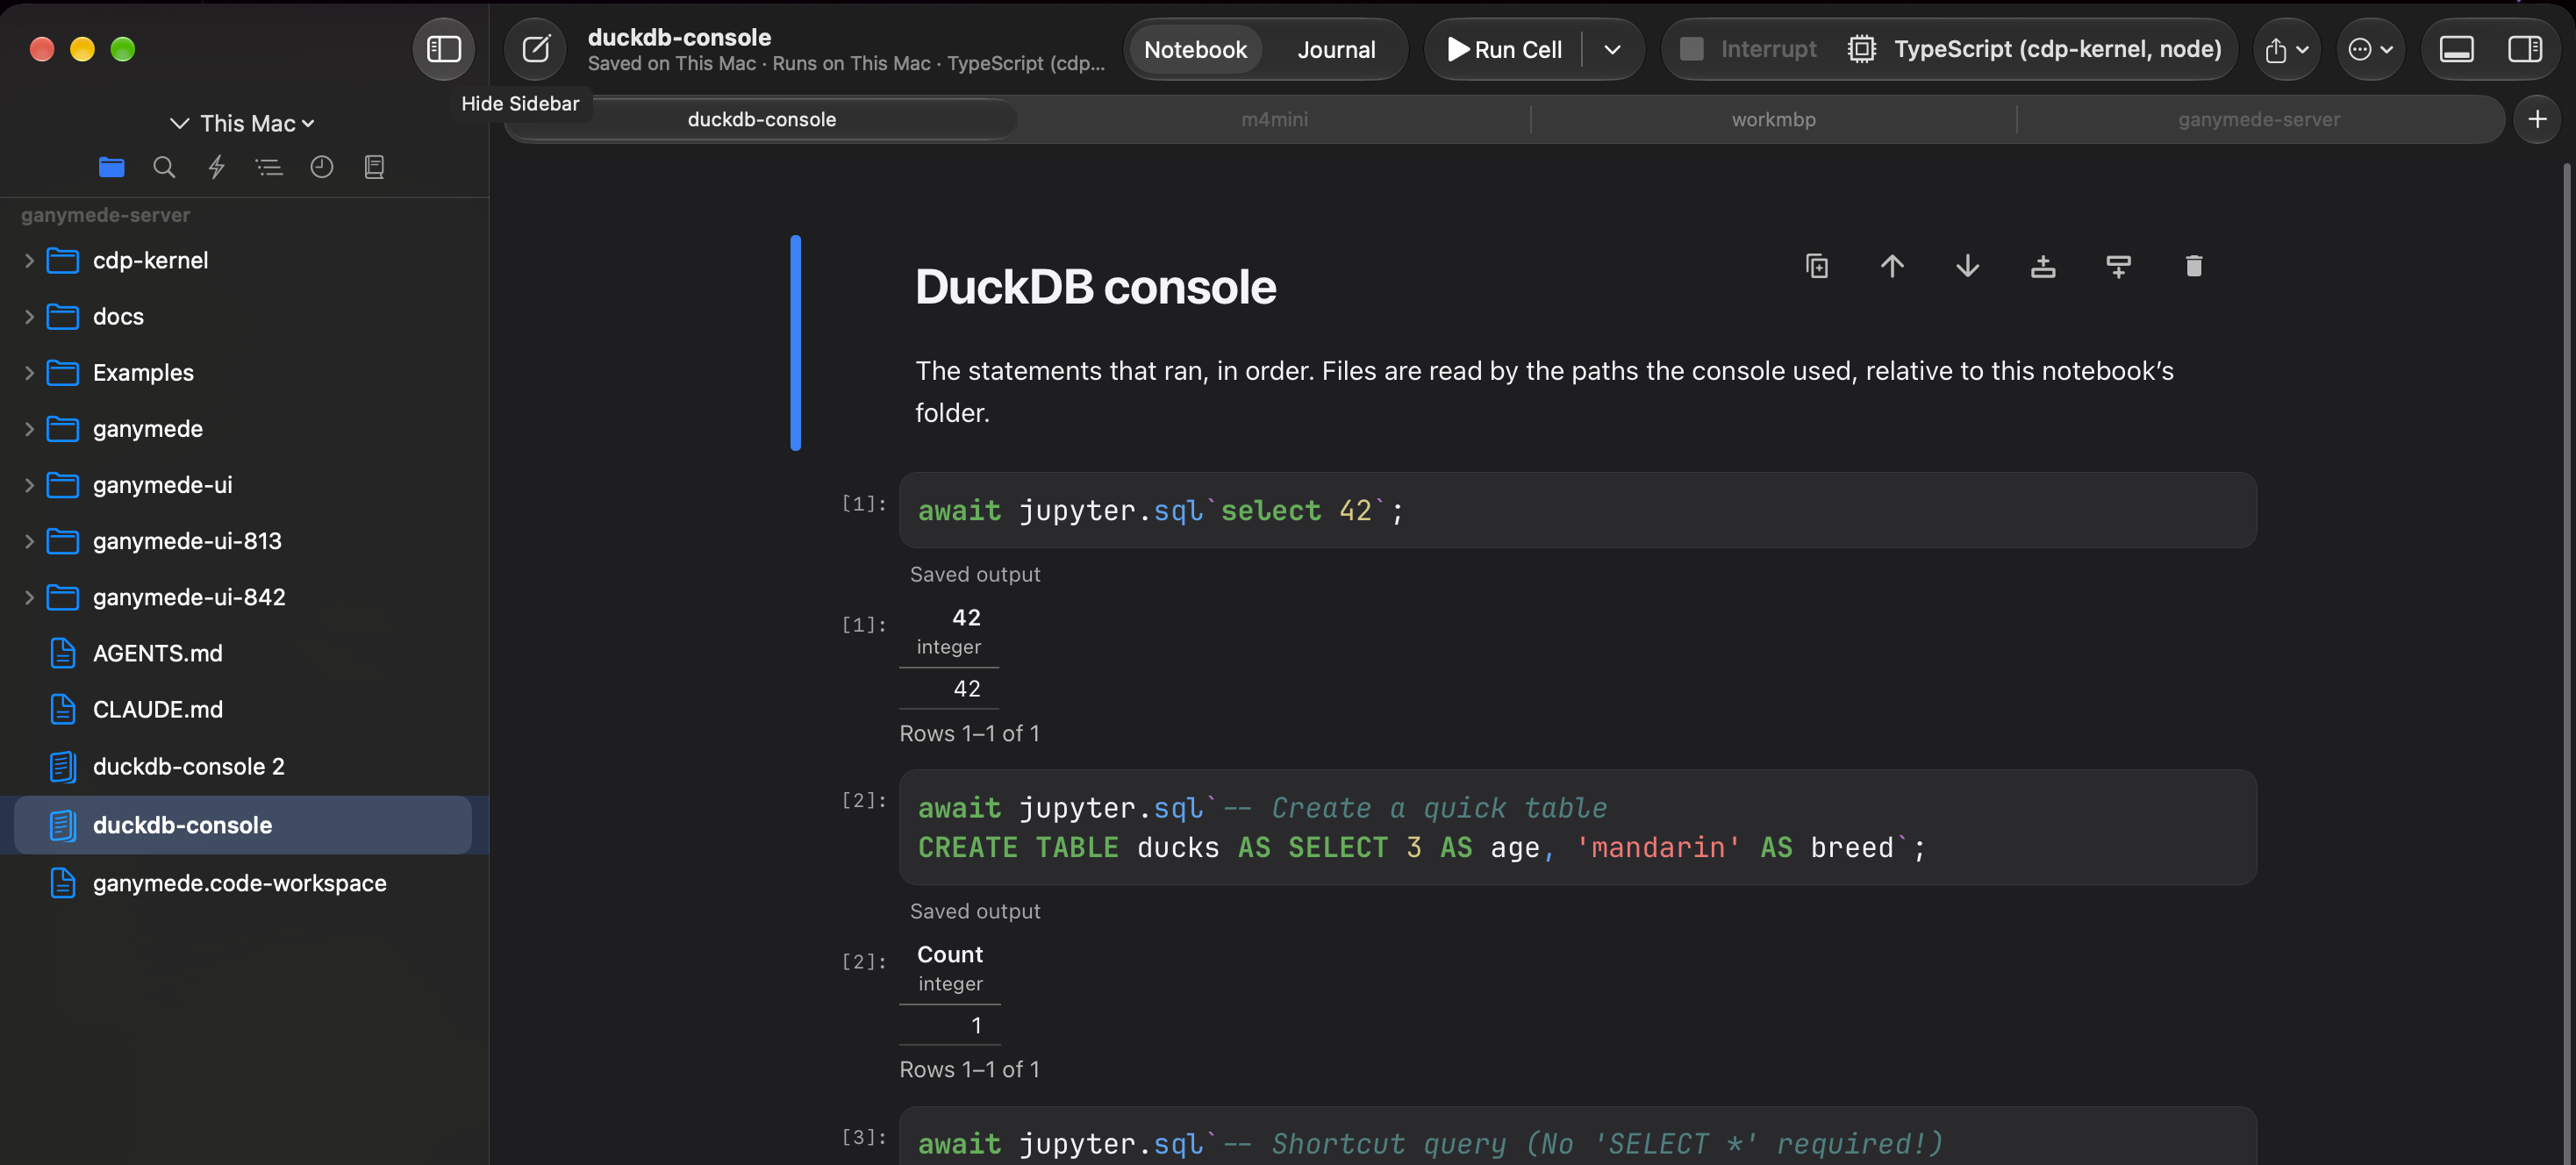 duckdb-console
Saved on This Mac · Runs on This Mac · TypeScript (cdp...
Notebook
Journal
Run Cell
Interrupt
TypeScript (cdp-kernel, node)
Hide Sidebar
This Mac
duckdb-console
m4mini
workmbp
ganymede-server
ganymede-server
cdp-kernel
docs
Examples
ganymede
ganymede-ui
ganymede-ui-813
ganymede-ui-842
AGENTS.md
CLAUDE.md
duckdb-console 2
duckdb-console
ganymede.code-workspace
DuckDB console
The statements that ran, in order. Files are read by the paths the console used, relative to this notebook’s
folder.
[1]: await jupyter.sql`select 42`;
Saved output
[1]: 42
integer
42
Rows 1–1 of 1
[2]: await jupyter.sql`-- Create a quick table
CREATE TABLE ducks AS SELECT 3 AS age, 'mandarin' AS breed`;
Saved output
[2]: Count
integer
1
Rows 1–1 of 1
[3]: await jupyter.sql`-- Shortcut query (No 'SELECT *' required!)